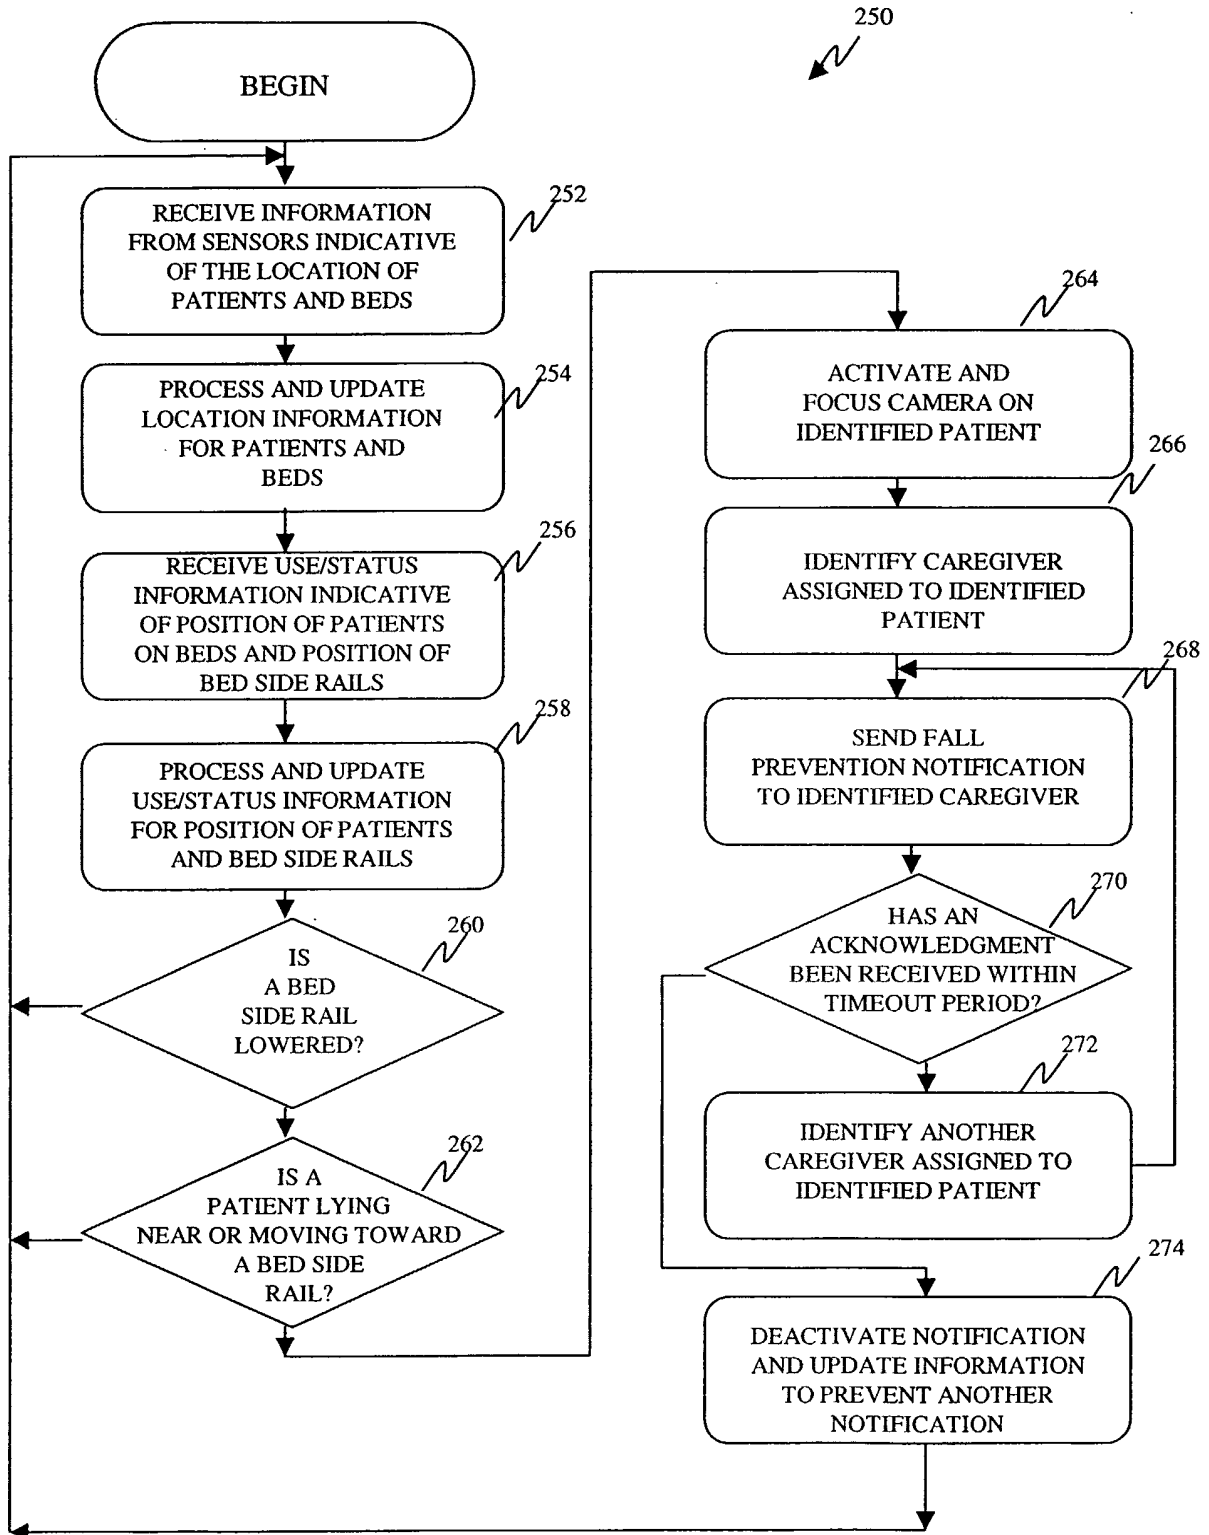 250
BEGIN
252
RECEIVE INFORMATION
FROM SENSORS INDICATIVE
OF THE LOCATION OF
PATIENTS AND BEDS
254
PROCESS AND UPDATE
LOCATION INFORMATION
FOR PATIENTS AND
BEDS
256
RECEIVE USE/STATUS
INFORMATION INDICATIVE
OF POSITION OF PATIENTS
ON BEDS AND POSITION OF
BED SIDE RAILS
258
PROCESS AND UPDATE
USE/STATUS INFORMATION
FOR POSITION OF PATIENTS
AND BED SIDE RAILS
260
IS
A BED
SIDE RAIL
LOWERED?
262
IS A
PATIENT LYING
NEAR OR MOVING TOWARD
A BED SIDE
RAIL?
264
ACTIVATE AND
FOCUS CAMERA ON
IDENTIFIED PATIENT
266
IDENTIFY CAREGIVER
ASSIGNED TO IDENTIFIED
PATIENT
268
SEND FALL
PREVENTION NOTIFICATION
TO IDENTIFIED CAREGIVER
270
HAS AN
ACKNOWLEDGMENT
BEEN RECEIVED WITHIN
TIMEOUT PERIOD?
272
IDENTIFY ANOTHER
CAREGIVER ASSIGNED TO
IDENTIFIED PATIENT
274
DEACTIVATE NOTIFICATION
AND UPDATE INFORMATION
TO PREVENT ANOTHER
NOTIFICATION